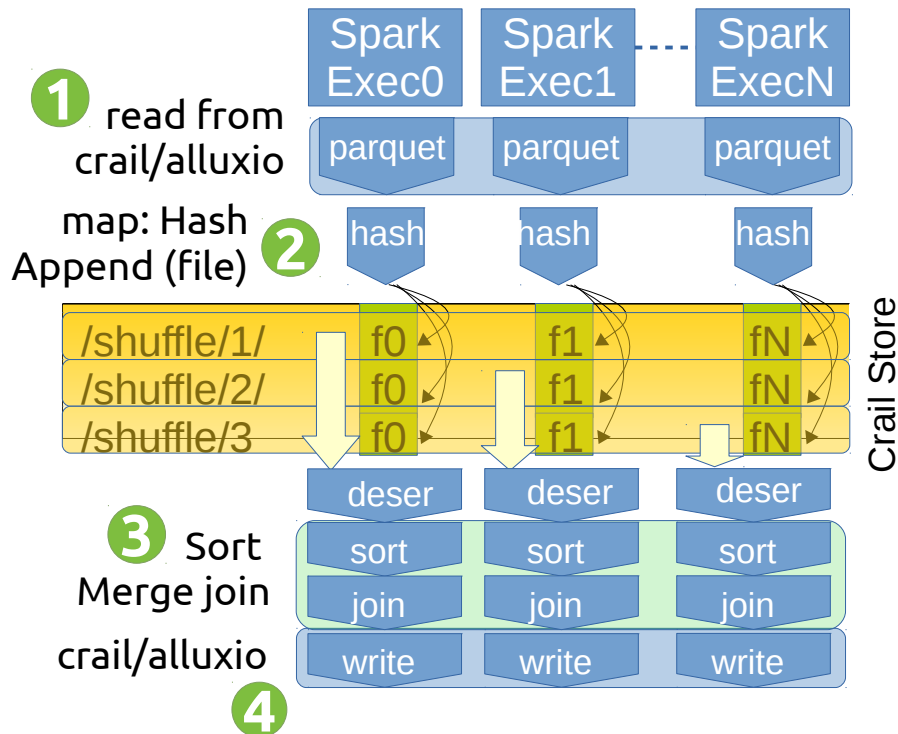 Spark Exec0
Spark Exec1
Spark ExecN
1
read from
crail/alluxio
parquet
parquet
parquet
map: Hash
Append (file)
2
hash
hash
hash
/shuffle/1/
f0
f1
fN
/shuffle/2/
f0
f1
fN
/shuffle/3
f0
f1
fN
Crail Store
deser
deser
deser
3
Sort
Merge join
sort
sort
sort
join
join
join
crail/alluxio
4
write
write
write